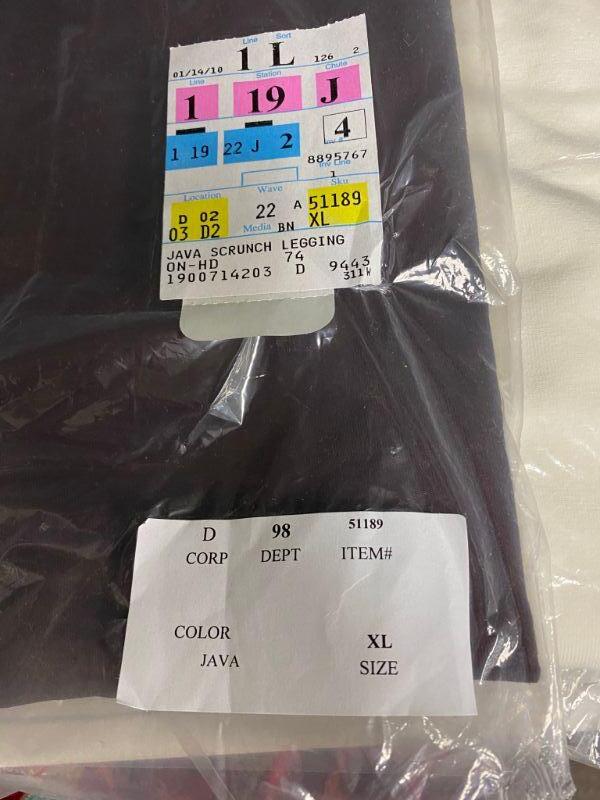 Line Sort
01/14/10 1 L 126 2
Line Station Chute
1 19 J
1 19 22 J 2 4
Inv #
8895767
Inv Line
1
Location Wave Sku
D 02 22 A 51189
03 D2 Media BN XL
JAVA SCRUNCH LEGGING
ON-HD 74
1900714203 D 9443
311W
D 98 51189
CORP DEPT ITEM#
COLOR XL
JAVA SIZE